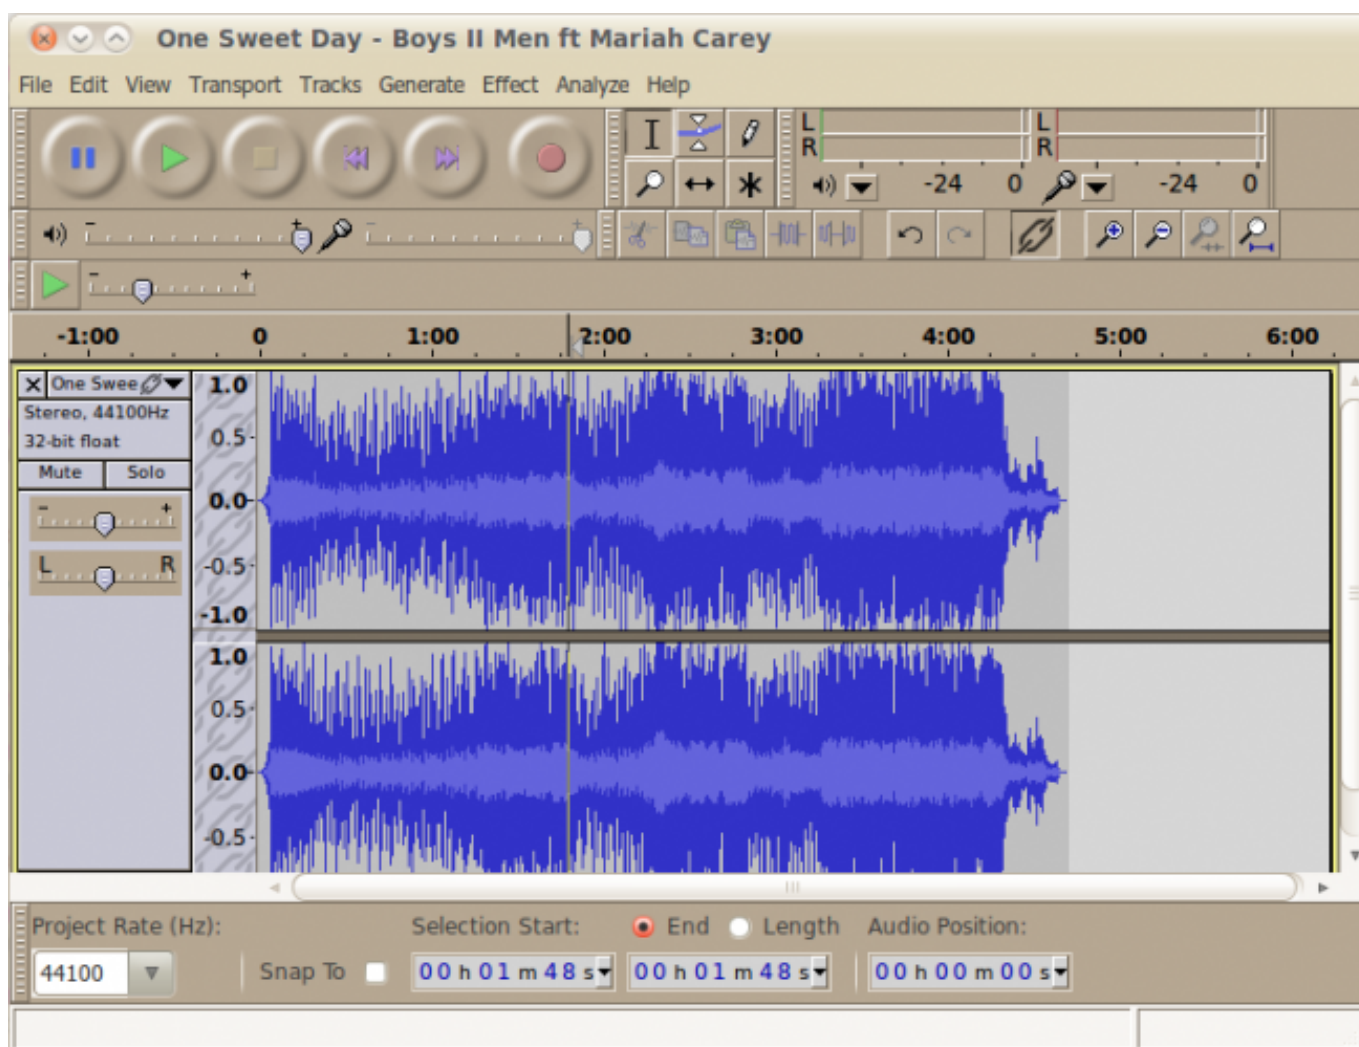 One Sweet Day - Boys II Men ft Mariah Carey
File Edit View Transport Tracks Generate Effect Analyze Help
L
R
-24 0
L
R
-24 0
- +
- +
- +
-1:00 0 1:00 2:00 3:00 4:00 5:00 6:00
X One Swee
Stereo, 44100Hz
32-bit float
Mute Solo
- +
L R
1.0
0.5
0.0
-0.5
-1.0
1.0
0.5
0.0
-0.5
Project Rate (Hz): Selection Start: End Length Audio Position:
44100 Snap To 00 h 01 m 48 s 00 h 01 m 48 s 00 h 00 m 00 s